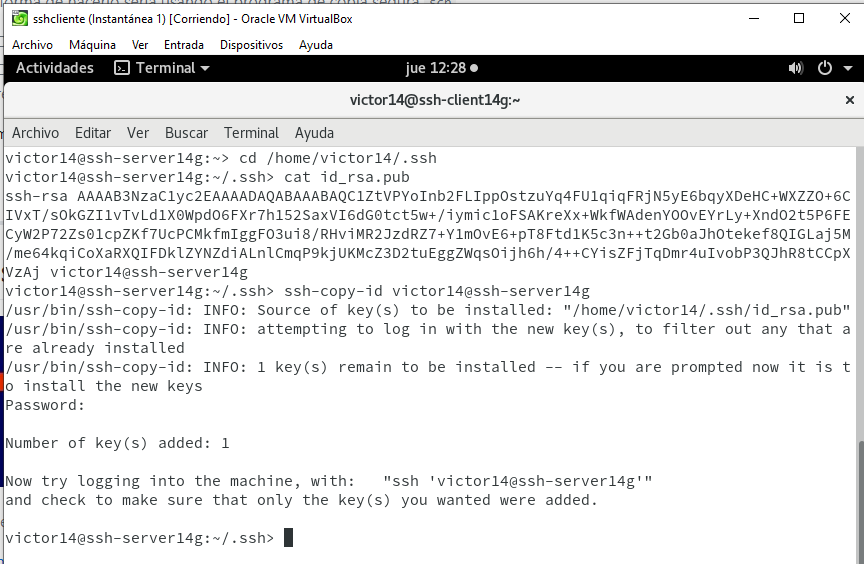 sshcliente (Instantánea 1) [Corriendo] - Oracle VM VirtualBox
Archivo Máquina Ver Entrada Dispositivos Ayuda
Actividades Terminal jue 12:28
victor14@ssh-client14g:~
Archivo Editar Ver Buscar Terminal Ayuda
victor14@ssh-server14g:~> cd /home/victor14/.ssh
victor14@ssh-server14g:~/.ssh> cat id_rsa.pub
ssh-rsa AAAAB3NzaC1yc2EAAAADAQABAAABAQC1ZtVPYoInb2FLIppOstzuYq4FU1qiqFRjN5yE6bqyXDeHC+WXZZO+6C
IVxT/sOkGZI1vTvLd1X0WpdO6FXr7h152SaxVI6dG0tct5w+/iymic1oFSAKreXx+WkfWAdenYOOvEYrLy+XndO2t5P6FE
CyW2P72Zs01cpZKf7UcPCMkfmIggFO3ui8/RHviMR2JzdRZ7+Y1mOvE6+pT8Ftd1K5c3n++t2Gb0aJhOtekef8QIGLaj5M
/me64kqiCoXaRXQIFDklZYNZdiALnlCmqP9kjUKMcZ3D2tuEggZWqsOijh6h/4++CYisZFjTqDmr4uIvobP3QJhR8tCCpX
VzAj victor14@ssh-server14g
victor14@ssh-server14g:~/.ssh> ssh-copy-id victor14@ssh-server14g
/usr/bin/ssh-copy-id: INFO: Source of key(s) to be installed: "/home/victor14/.ssh/id_rsa.pub"
/usr/bin/ssh-copy-id: INFO: attempting to log in with the new key(s), to filter out any that a
re already installed
/usr/bin/ssh-copy-id: INFO: 1 key(s) remain to be installed -- if you are prompted now it is t
o install the new keys
Password:
Number of key(s) added: 1
Now try logging into the machine, with:   "ssh 'victor14@ssh-server14g'"
and check to make sure that only the key(s) you wanted were added.
victor14@ssh-server14g:~/.ssh>